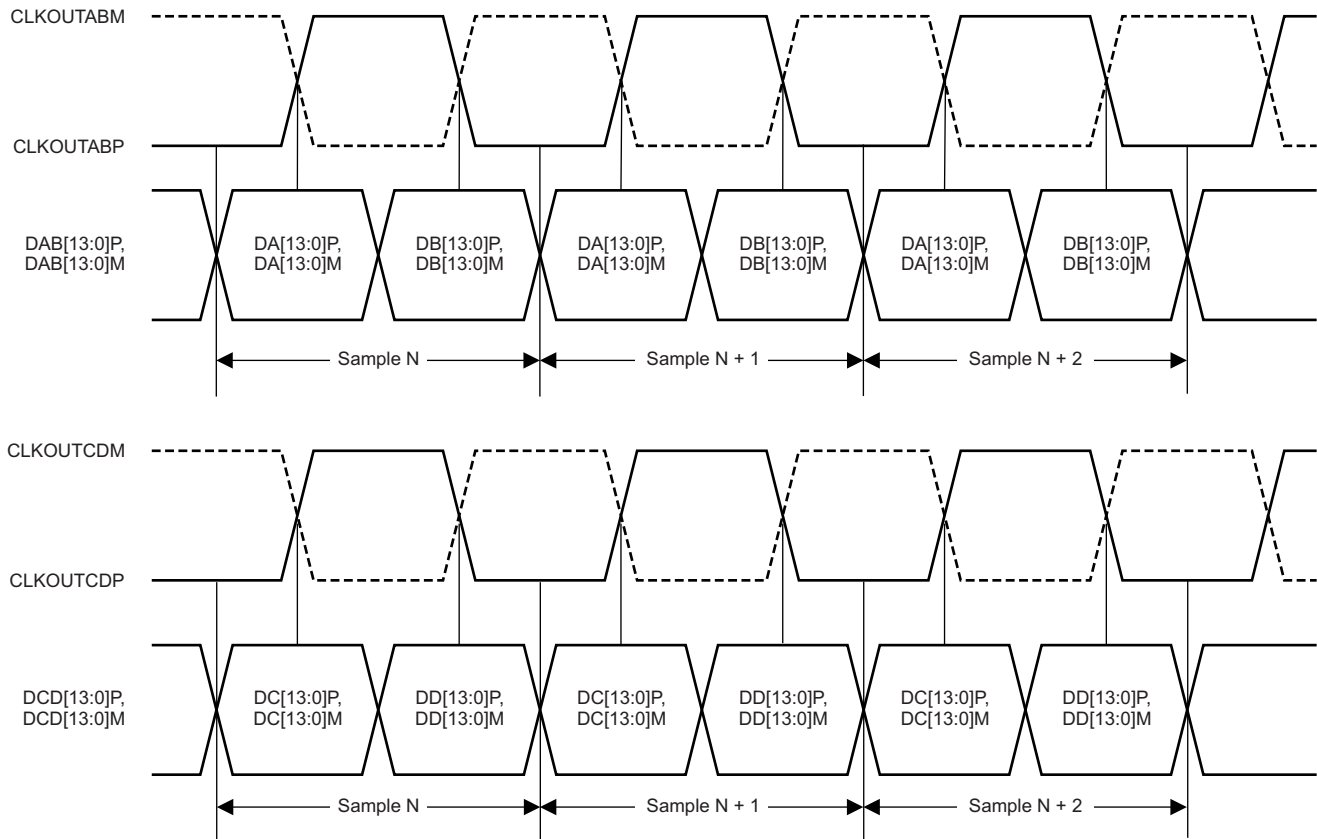 CLKOUTABM
CLKOUTABP
DAB[13:0]P,
DAB[13:0]M
DA[13:0]P,
DA[13:0]M
DB[13:0]P,
DB[13:0]M
DA[13:0]P,
DA[13:0]M
DB[13:0]P,
DB[13:0]M
DA[13:0]P,
DA[13:0]M
DB[13:0]P,
DB[13:0]M
Sample N
Sample N + 1
Sample N + 2
CLKOUTCDM
CLKOUTCDP
DCD[13:0]P,
DCD[13:0]M
DC[13:0]P,
DC[13:0]M
DD[13:0]P,
DD[13:0]M
DC[13:0]P,
DC[13:0]M
DD[13:0]P,
DD[13:0]M
DC[13:0]P,
DC[13:0]M
DD[13:0]P,
DD[13:0]M
Sample N
Sample N + 1
Sample N + 2